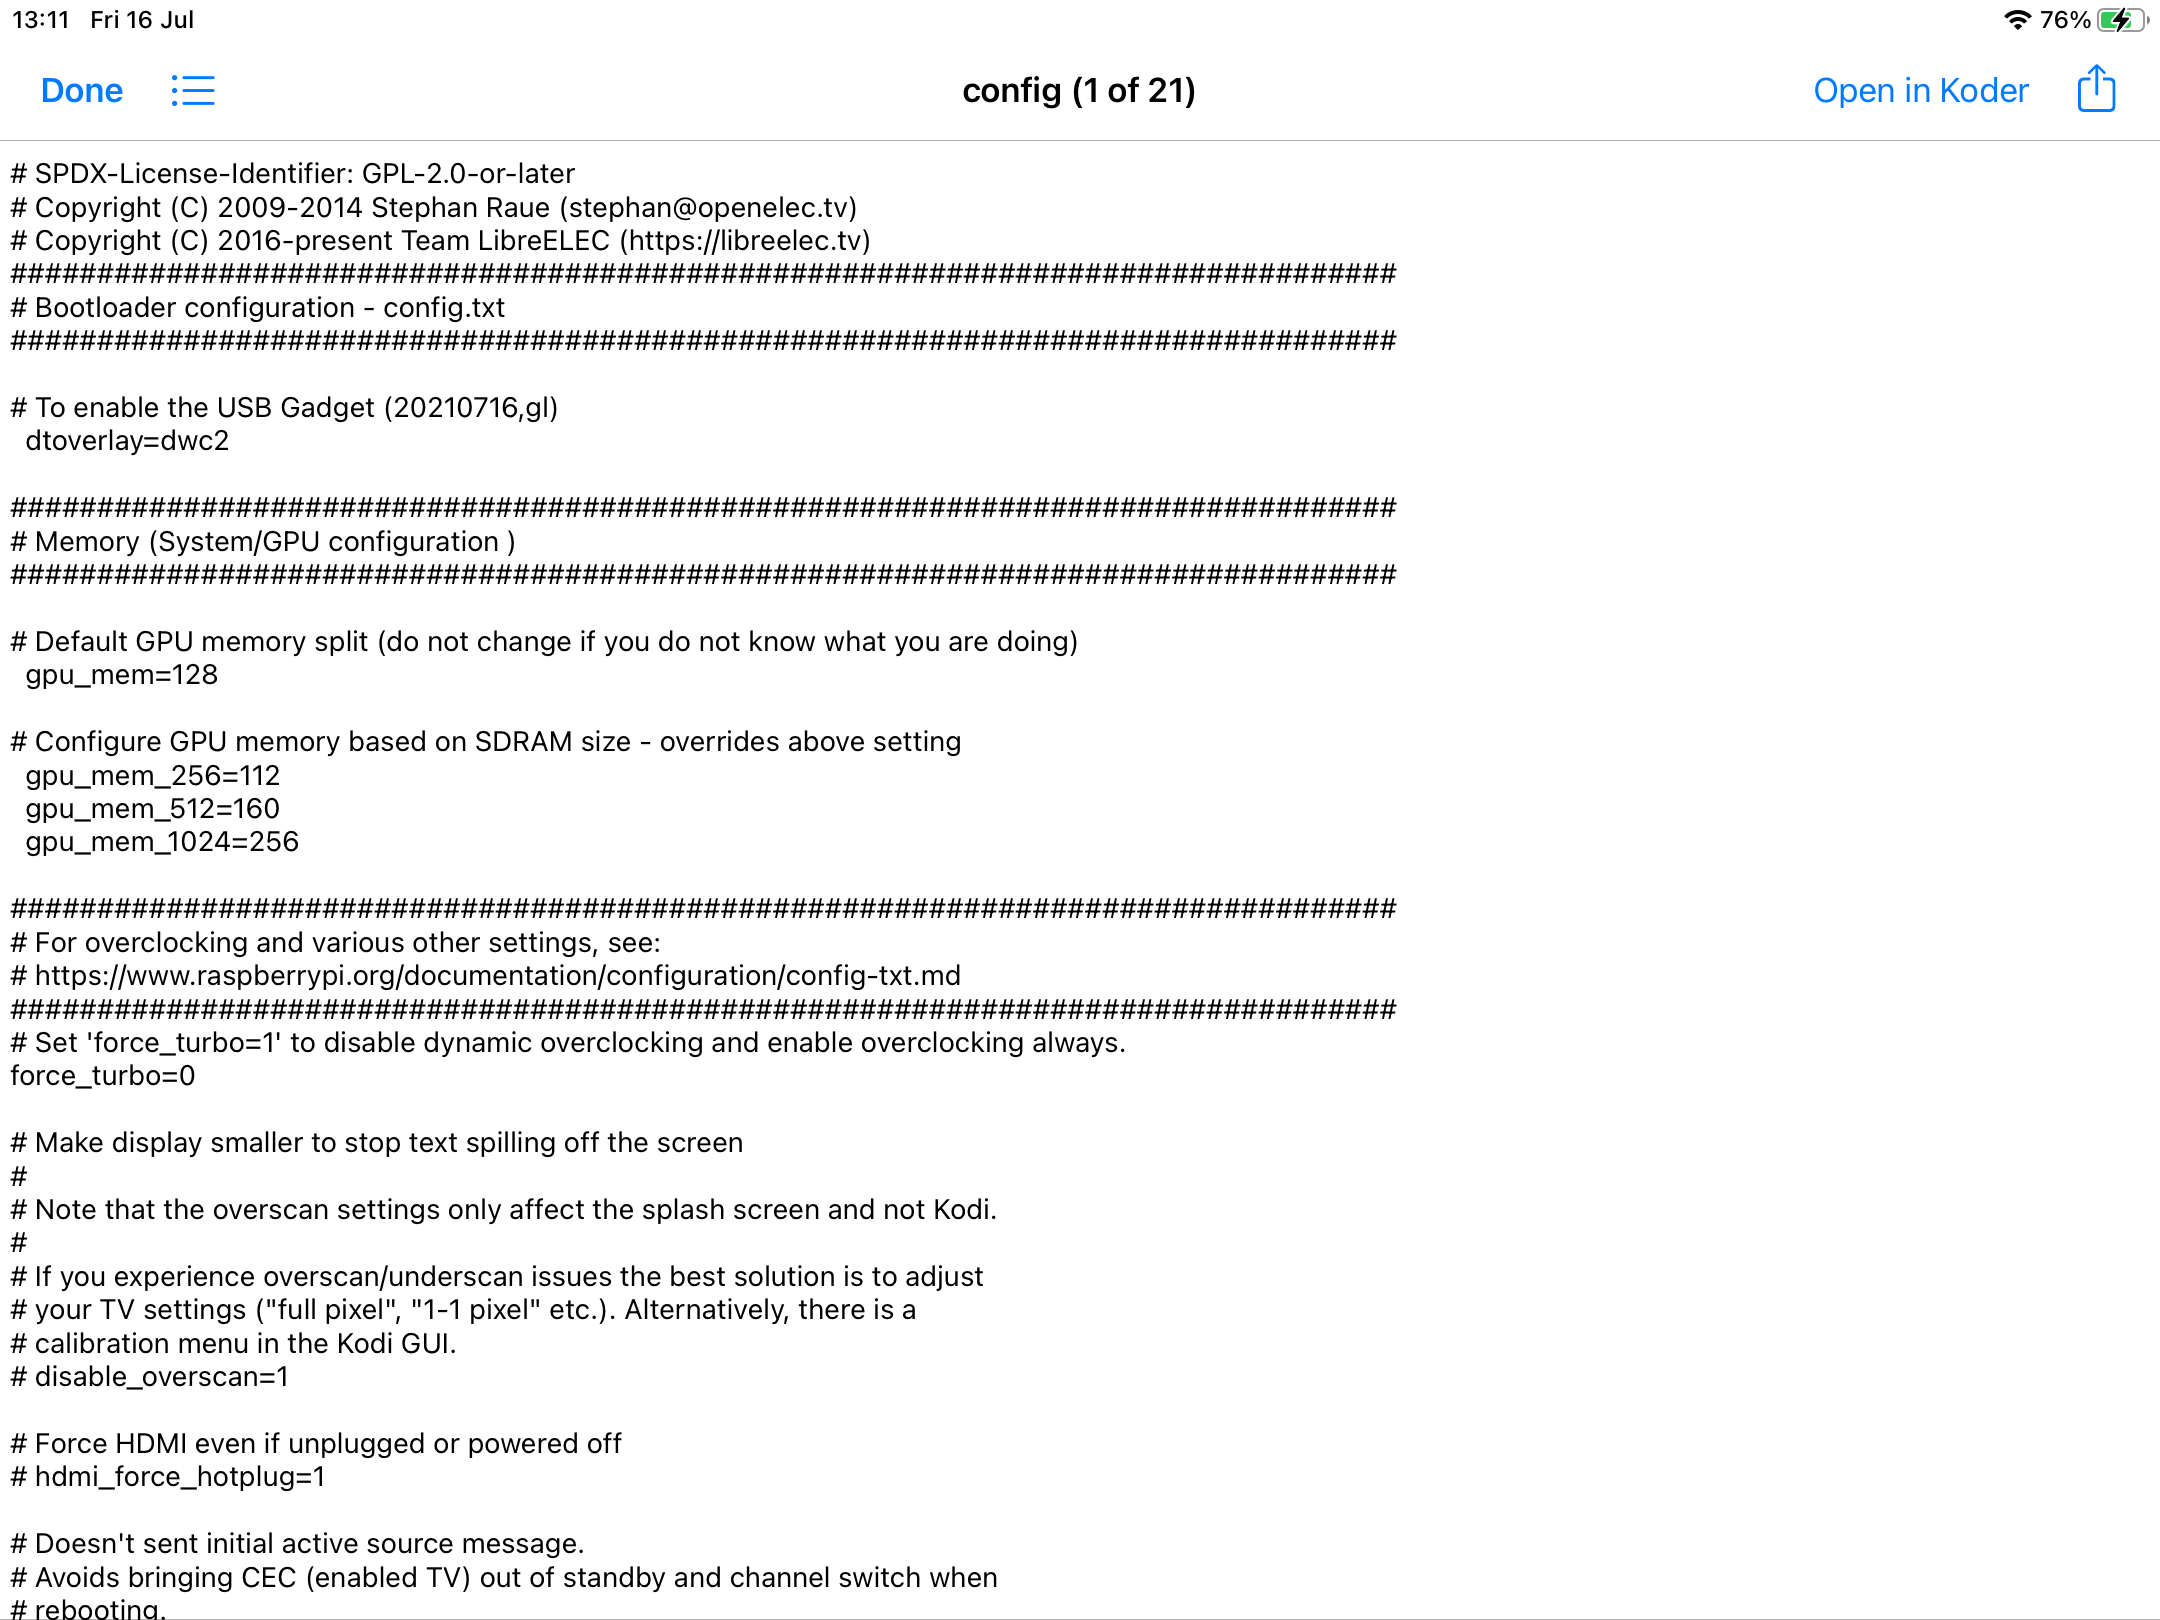 13:11 Fri 16 Jul 76%
Done config (1 of 21) Open in Koder
# SPDX-License-Identifier: GPL-2.0-or-later
# Copyright (C) 2009-2014 Stephan Raue (stephan@openelec.tv)
# Copyright (C) 2016-present Team LibreELEC (https://libreelec.tv)
################################################################################
# Bootloader configuration - config.txt
################################################################################

# To enable the USB Gadget (20210716,gl)
  dtoverlay=dwc2

################################################################################
# Memory (System/GPU configuration )
################################################################################

# Default GPU memory split (do not change if you do not know what you are doing)
  gpu_mem=128

# Configure GPU memory based on SDRAM size - overrides above setting
  gpu_mem_256=112
  gpu_mem_512=160
  gpu_mem_1024=256

################################################################################
# For overclocking and various other settings, see:
# https://www.raspberrypi.org/documentation/configuration/config-txt.md
################################################################################
# Set 'force_turbo=1' to disable dynamic overclocking and enable overclocking always.
force_turbo=0

# Make display smaller to stop text spilling off the screen
#
# Note that the overscan settings only affect the splash screen and not Kodi.
#
# If you experience overscan/underscan issues the best solution is to adjust
# your TV settings ("full pixel", "1-1 pixel" etc.). Alternatively, there is a
# calibration menu in the Kodi GUI.
# disable_overscan=1

# Force HDMI even if unplugged or powered off
# hdmi_force_hotplug=1

# Doesn't sent initial active source message.
# Avoids bringing CEC (enabled TV) out of standby and channel switch when
# rebooting.